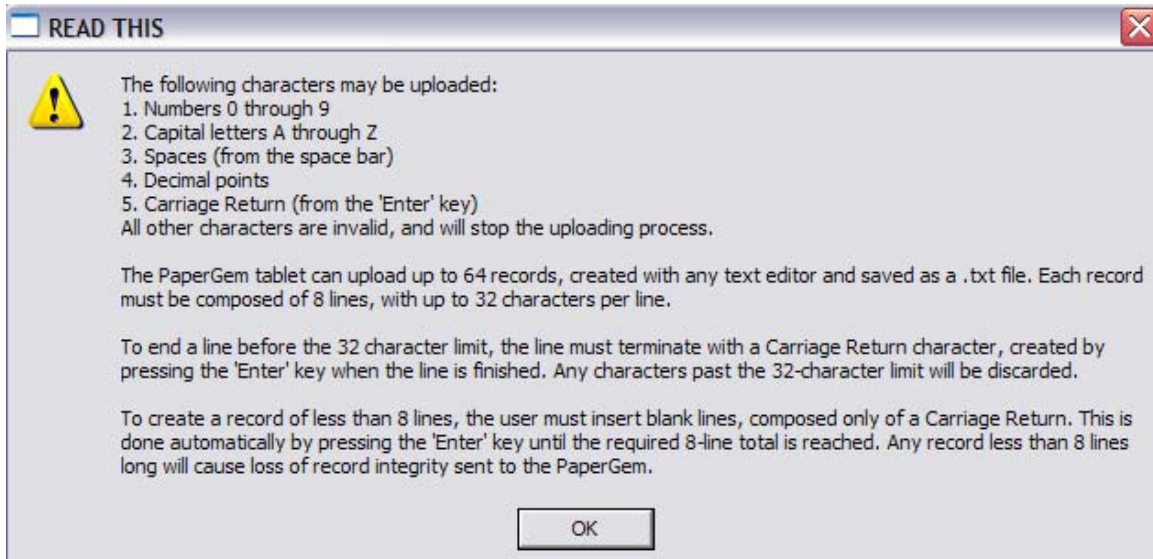 READ THIS
The following characters may be uploaded:
1. Numbers 0 through 9
2. Capital letters A through Z
3. Spaces (from the space bar)
4. Decimal points
5. Carriage Return (from the 'Enter' key)
All other characters are invalid, and will stop the uploading process.
The PaperGem tablet can upload up to 64 records, created with any text editor and saved as a .txt file. Each record
must be composed of 8 lines, with up to 32 characters per line.
To end a line before the 32 character limit, the line must terminate with a Carriage Return character, created by
pressing the 'Enter' key when the line is finished. Any characters past the 32-character limit will be discarded.
To create a record of less than 8 lines, the user must insert blank lines, composed only of a Carriage Return. This is
done automatically by pressing the 'Enter' key until the required 8-line total is reached. Any record less than 8 lines
long will cause loss of record integrity sent to the PaperGem.
OK